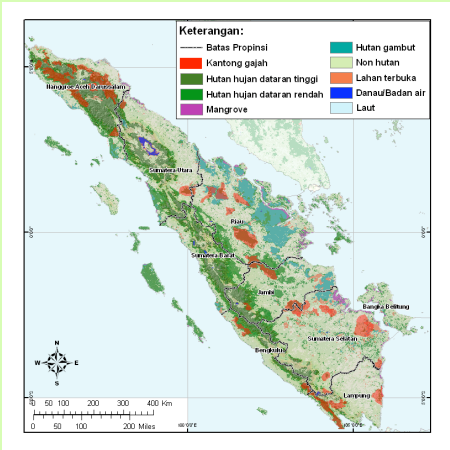 Keterangan:
Batas Propinsi
Kantong gajah
Hutan hujan dataran tinggi
Hutan hujan dataran rendah
Mangrove
Hutan gambut
Non hutan
Lahan terbuka
Danau/Badan air
Laut
Nanggroe Aceh Darussalam
Sumatera Utara
Riau
Sumatera Barat
Jambi
Bangka Belitung
Sumatera Selatan
Bengkulu
Lampung
N
W E
S
0 50 100 200 300 400 Km
0 50 100 200 Miles